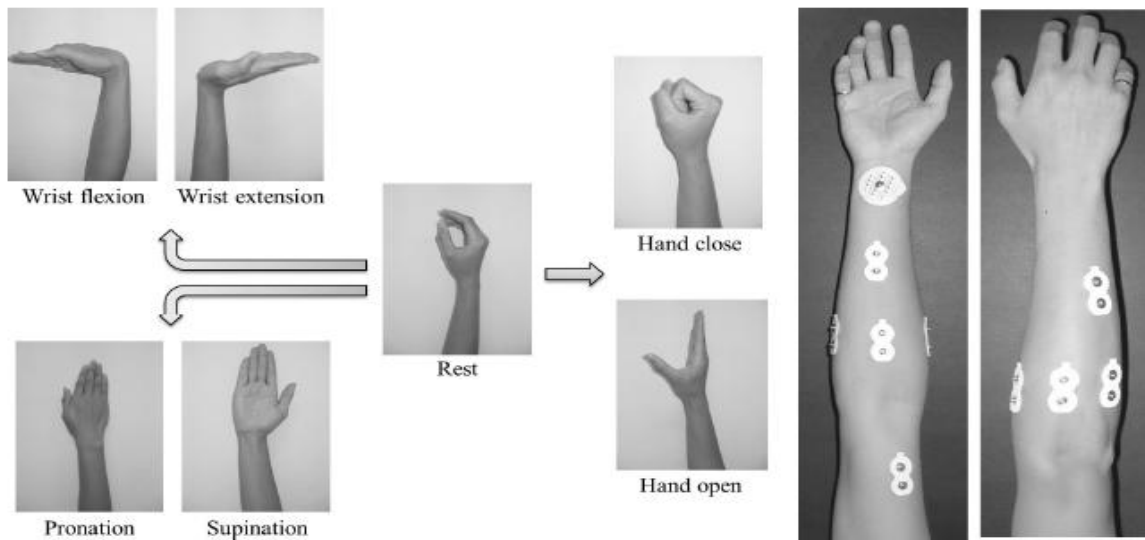 Wrist flexion
Wrist extension
Hand close
Rest
Pronation
Supination
Hand open